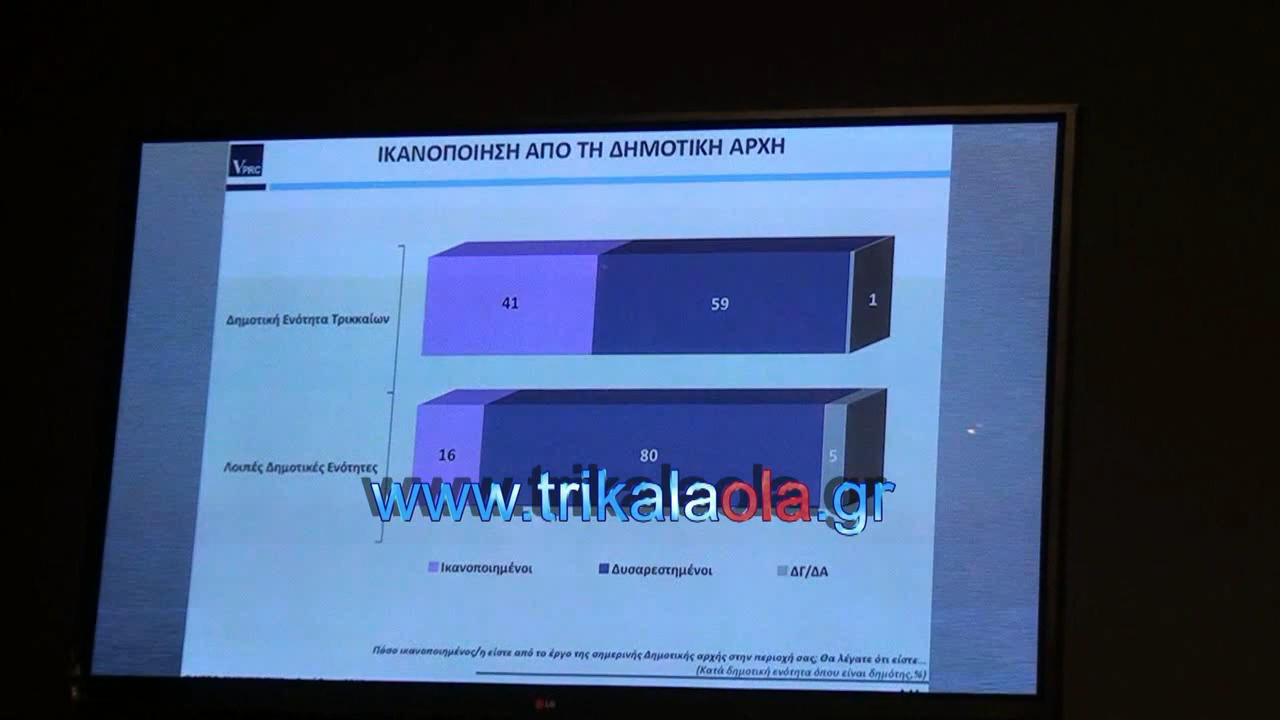 VPRC
ΙΚΑΝΟΠΟΙΗΣΗ ΑΠΟ ΤΗ ΔΗΜΟΤΙΚΗ ΑΡΧΗ
Δημοτική Ενότητα Τρικκαίων
41 59 1
Λοιπές Δημοτικές Ενότητες
16 80 5
www.trikalaola.gr
Ικανοποιημένοι Δυσαρεστημένοι ΔΓ/ΔΑ
Πόσο ικανοποιημένος/η είστε από το έργο της σημερινής Δημοτικής αρχής στην περιοχή σας; Θα λέγατε ότι είστε...
(Κατά δημοτική ενότητα όπου είναι δημότης,%)
LG